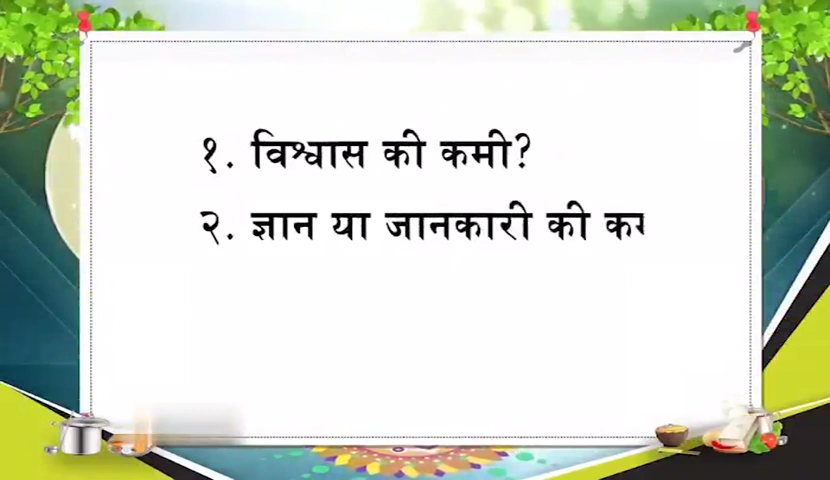 १. विश्वास की कमी?
२. ज्ञान या जानकारी की